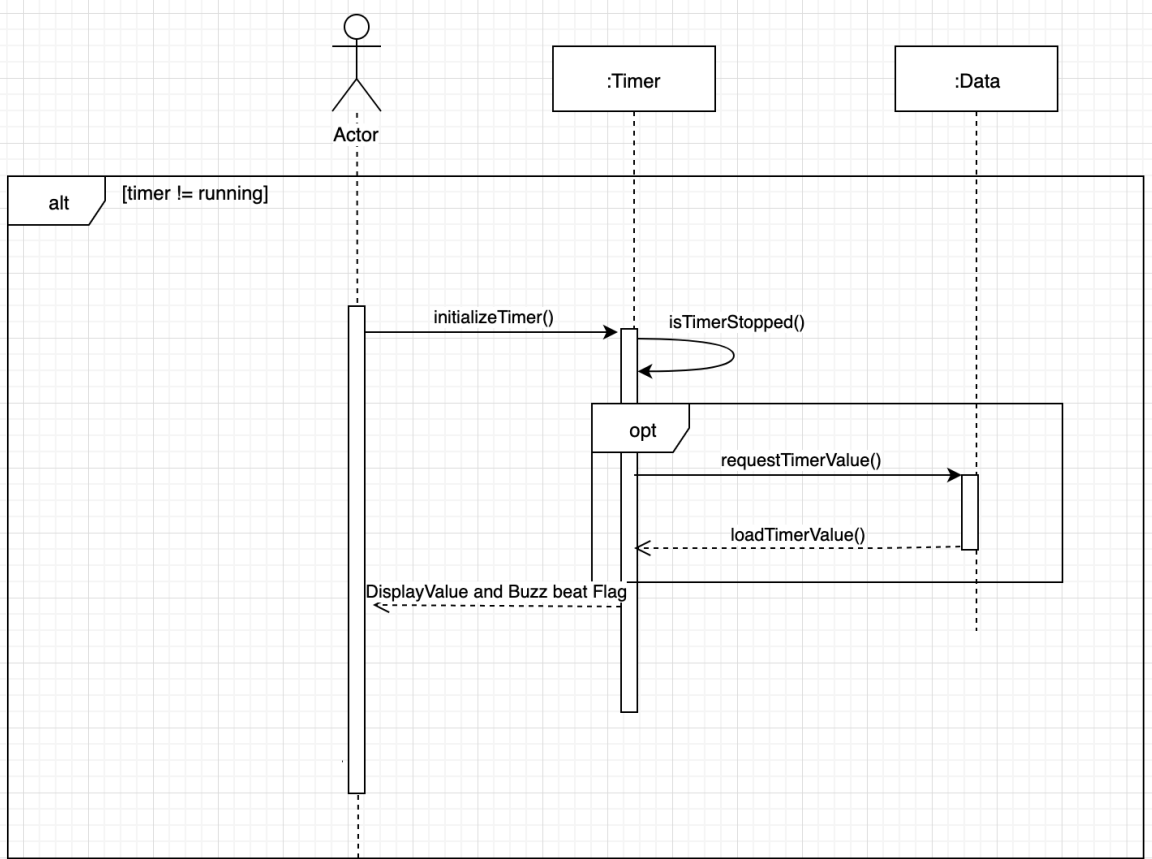 Actor
:Timer
:Data
alt
[timer != running]
initializeTimer()
isTimerStopped()
opt
requestTimerValue()
loadTimerValue()
DisplayValue and Buzz beat Flag